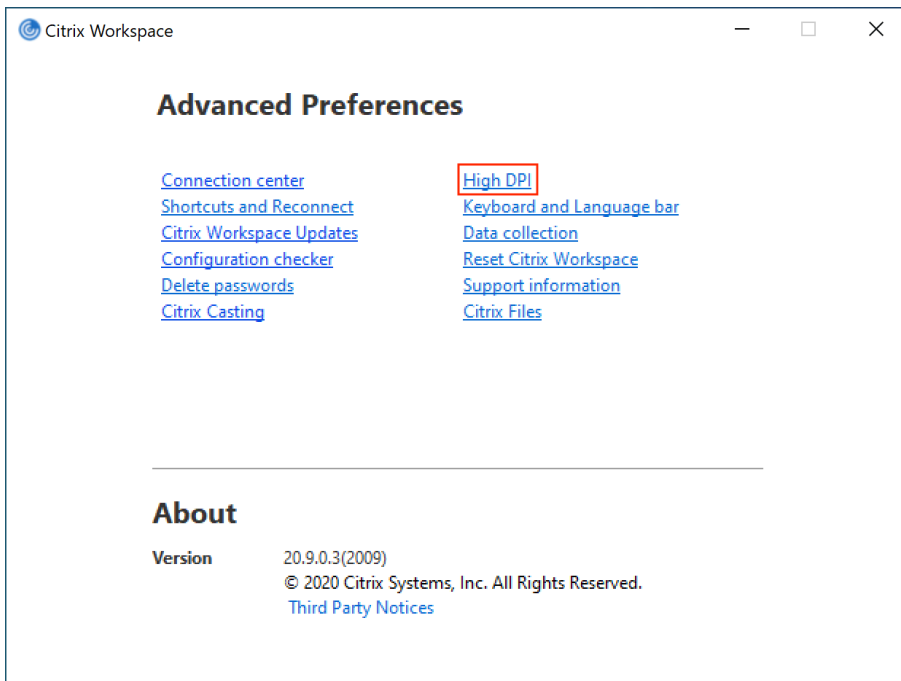 Citrix Workspace
Advanced Preferences
Connection center
Shortcuts and Reconnect
Citrix Workspace Updates
Configuration checker
Delete passwords
Citrix Casting
High DPI
Keyboard and Language bar
Data collection
Reset Citrix Workspace
Support information
Citrix Files
About
Version 20.9.0.3(2009)
© 2020 Citrix Systems, Inc. All Rights Reserved.
Third Party Notices